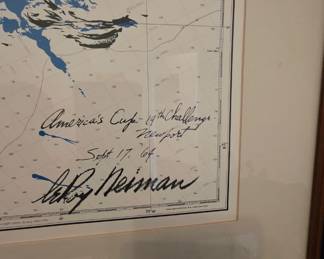 America's Cup - 19th Challenge
Newport
Sept 17, 64
LeRoy Neiman